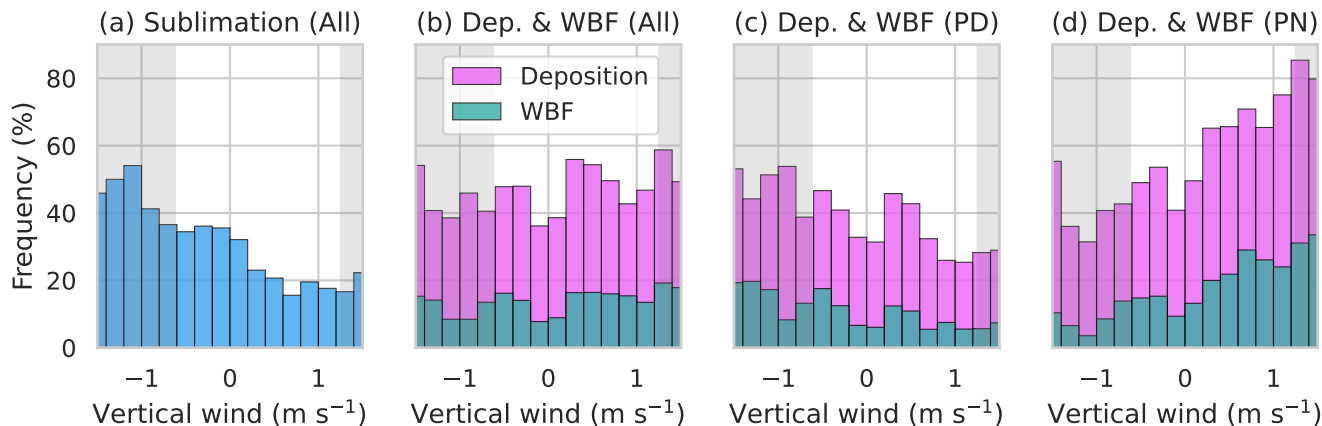 (a) Sublimation (All)
(b) Dep. & WBF (All)
(c) Dep. & WBF (PD)
(d) Dep. & WBF (PN)
Frequency (%)
80
60
40
20
0
Deposition
WBF
−1 0 1
−1 0 1
−1 0 1
−1 0 1
Vertical wind (m s⁻¹)
Vertical wind (m s⁻¹)
Vertical wind (m s⁻¹)
Vertical wind (m s⁻¹)